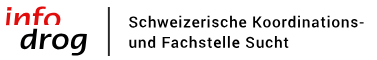 info
drog
Schweizerische Koordinations-
und Fachstelle Sucht